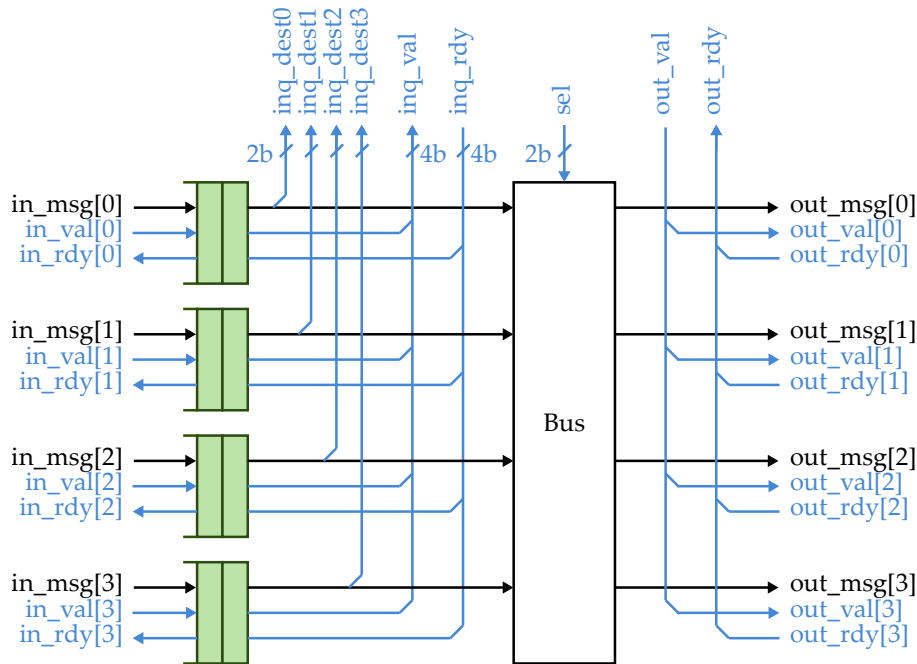 inq_dest0
inq_dest1
inq_dest2
inq_dest3
inq_val
inq_rdy
sel
out_val
out_rdy
2b
4b
4b
2b
in_msg[0]
in_val[0]
in_rdy[0]
out_msg[0]
out_val[0]
out_rdy[0]
in_msg[1]
in_val[1]
in_rdy[1]
out_msg[1]
out_val[1]
out_rdy[1]
Bus
in_msg[2]
in_val[2]
in_rdy[2]
out_msg[2]
out_val[2]
out_rdy[2]
in_msg[3]
in_val[3]
in_rdy[3]
out_msg[3]
out_val[3]
out_rdy[3]